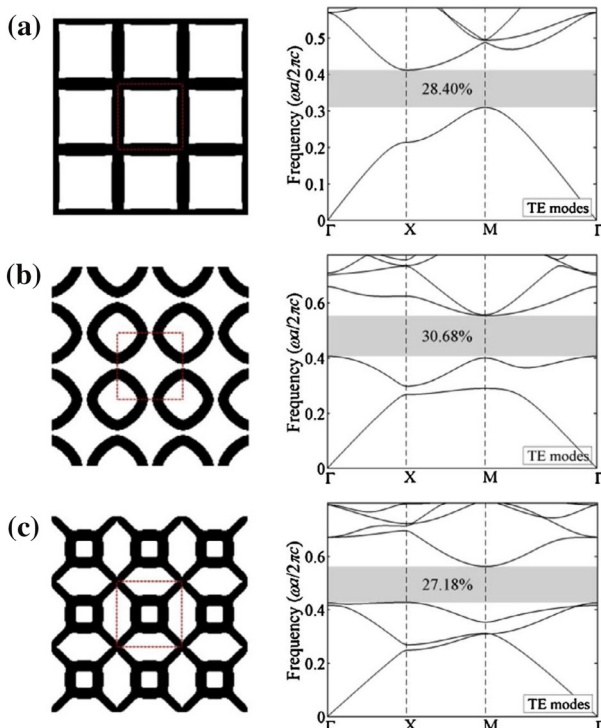 (a)
Frequency (ωa/2πc)
0.5
0.4
0.3
0.2
0.1
0
28.40%
TE modes
Γ
X
M
Γ
(b)
Frequency (ωa/2πc)
0.6
0.4
0.2
0
30.68%
TE modes
Γ
X
M
Γ
(c)
Frequency (ωa/2πc)
0.6
0.4
0.2
0
27.18%
TE modes
Γ
X
M
Γ